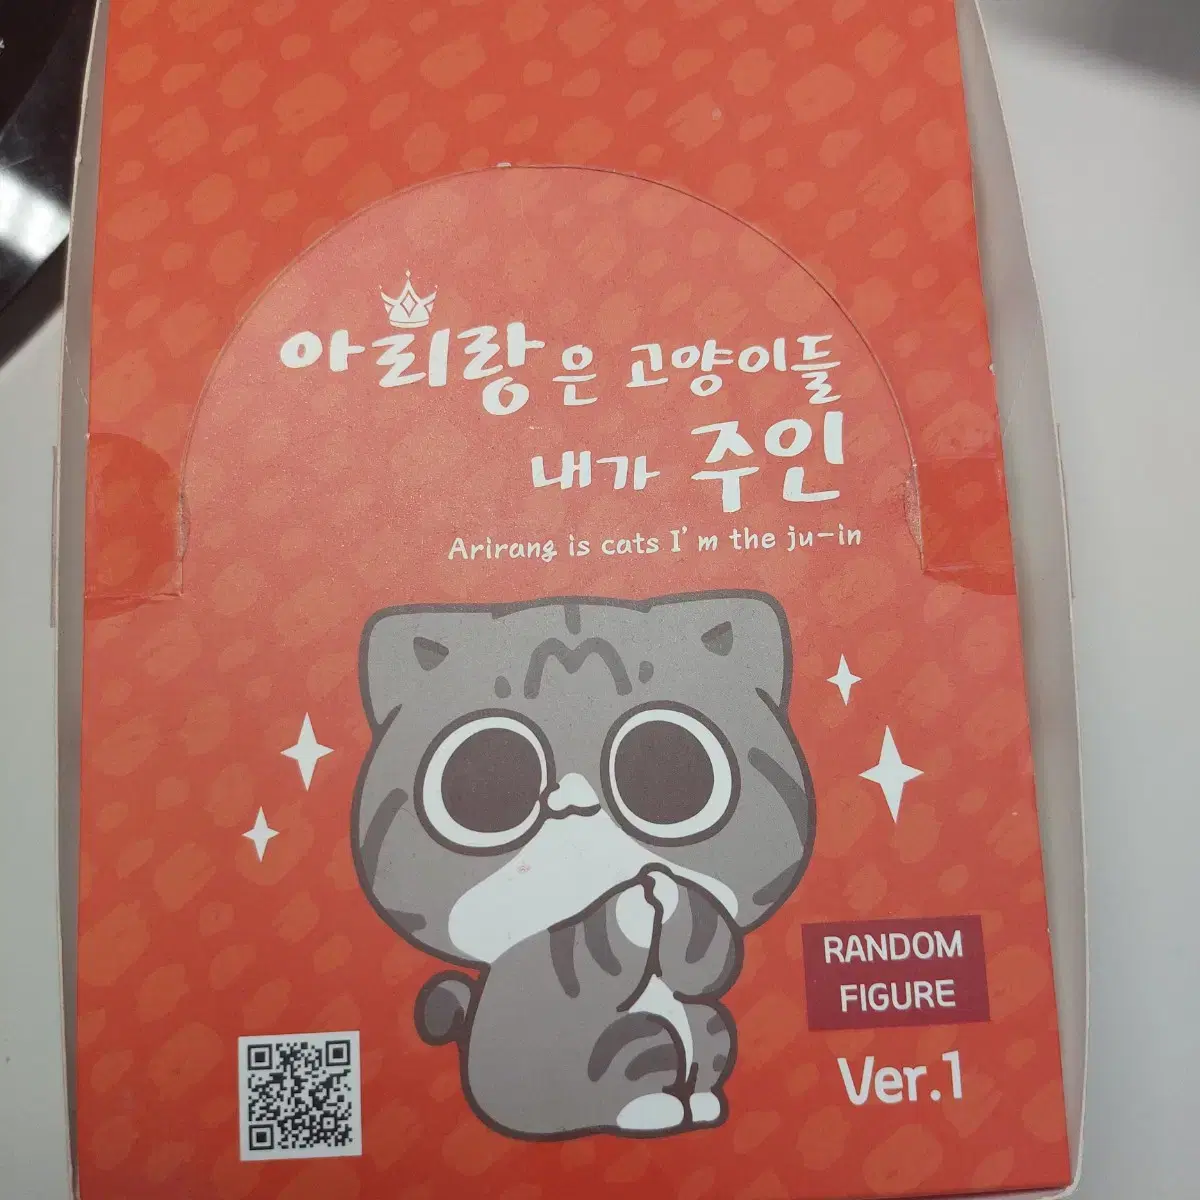 아리랑은 고양이들
내가 주인
Arirang is cats I'm the ju-in
RANDOM
FIGURE
Ver.1